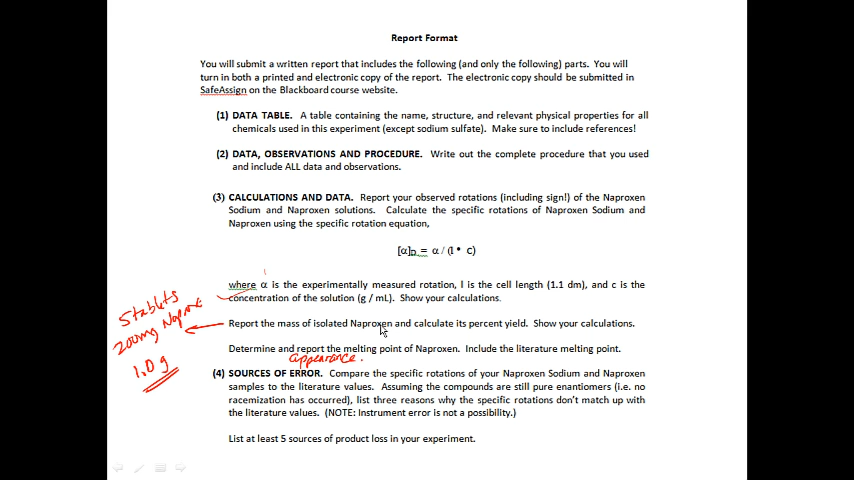 Report Format
You will submit a written report that includes the following (and only the following) parts. You will
turn in both a printed and electronic copy of the report. The electronic copy should be submitted in
SafeAssign on the Blackboard course website.
(1) DATA TABLE. A table containing the name, structure, and relevant physical properties for all
chemicals used in this experiment (except sodium sulfate). Make sure to include references!
(2) DATA, OBSERVATIONS AND PROCEDURE. Write out the complete procedure that you used
and include ALL data and observations.
(3) CALCULATIONS AND DATA. Report your observed rotations (including sign!) of the Naproxen
Sodium and Naproxen solutions. Calculate the specific rotations of Naproxen Sodium and
Naproxen using the specific rotation equation,
[α]D = α / (l • c)
where α is the experimentally measured rotation, l is the cell length (1.1 dm), and c is the
concentration of the solution (g / mL). Show your calculations.
5tablets
200mg
1.0g
Report the mass of isolated Naproxen and calculate its percent yield. Show your calculations.
Determine and report the melting point of Naproxen. Include the literature melting point.
appearance.
(4) SOURCES OF ERROR. Compare the specific rotations of your Naproxen Sodium and Naproxen
samples to the literature values. Assuming the compounds are still pure enantiomers (i.e. no
racemization has occurred), list three reasons why the specific rotations don't match up with
the literature values. (NOTE: Instrument error is not a possibility.)
List at least 5 sources of product loss in your experiment.